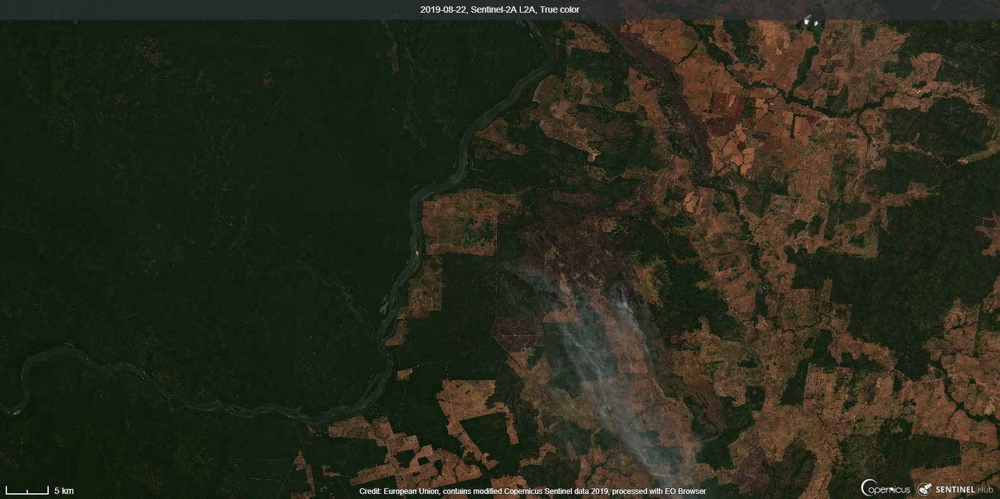 2019-08-22, Sentinel-2A L2A, True color
5 km
Credit: European Union, contains modified Copernicus Sentinel data 2019, processed with EO Browser
Copernicus
SENTINEL Hub